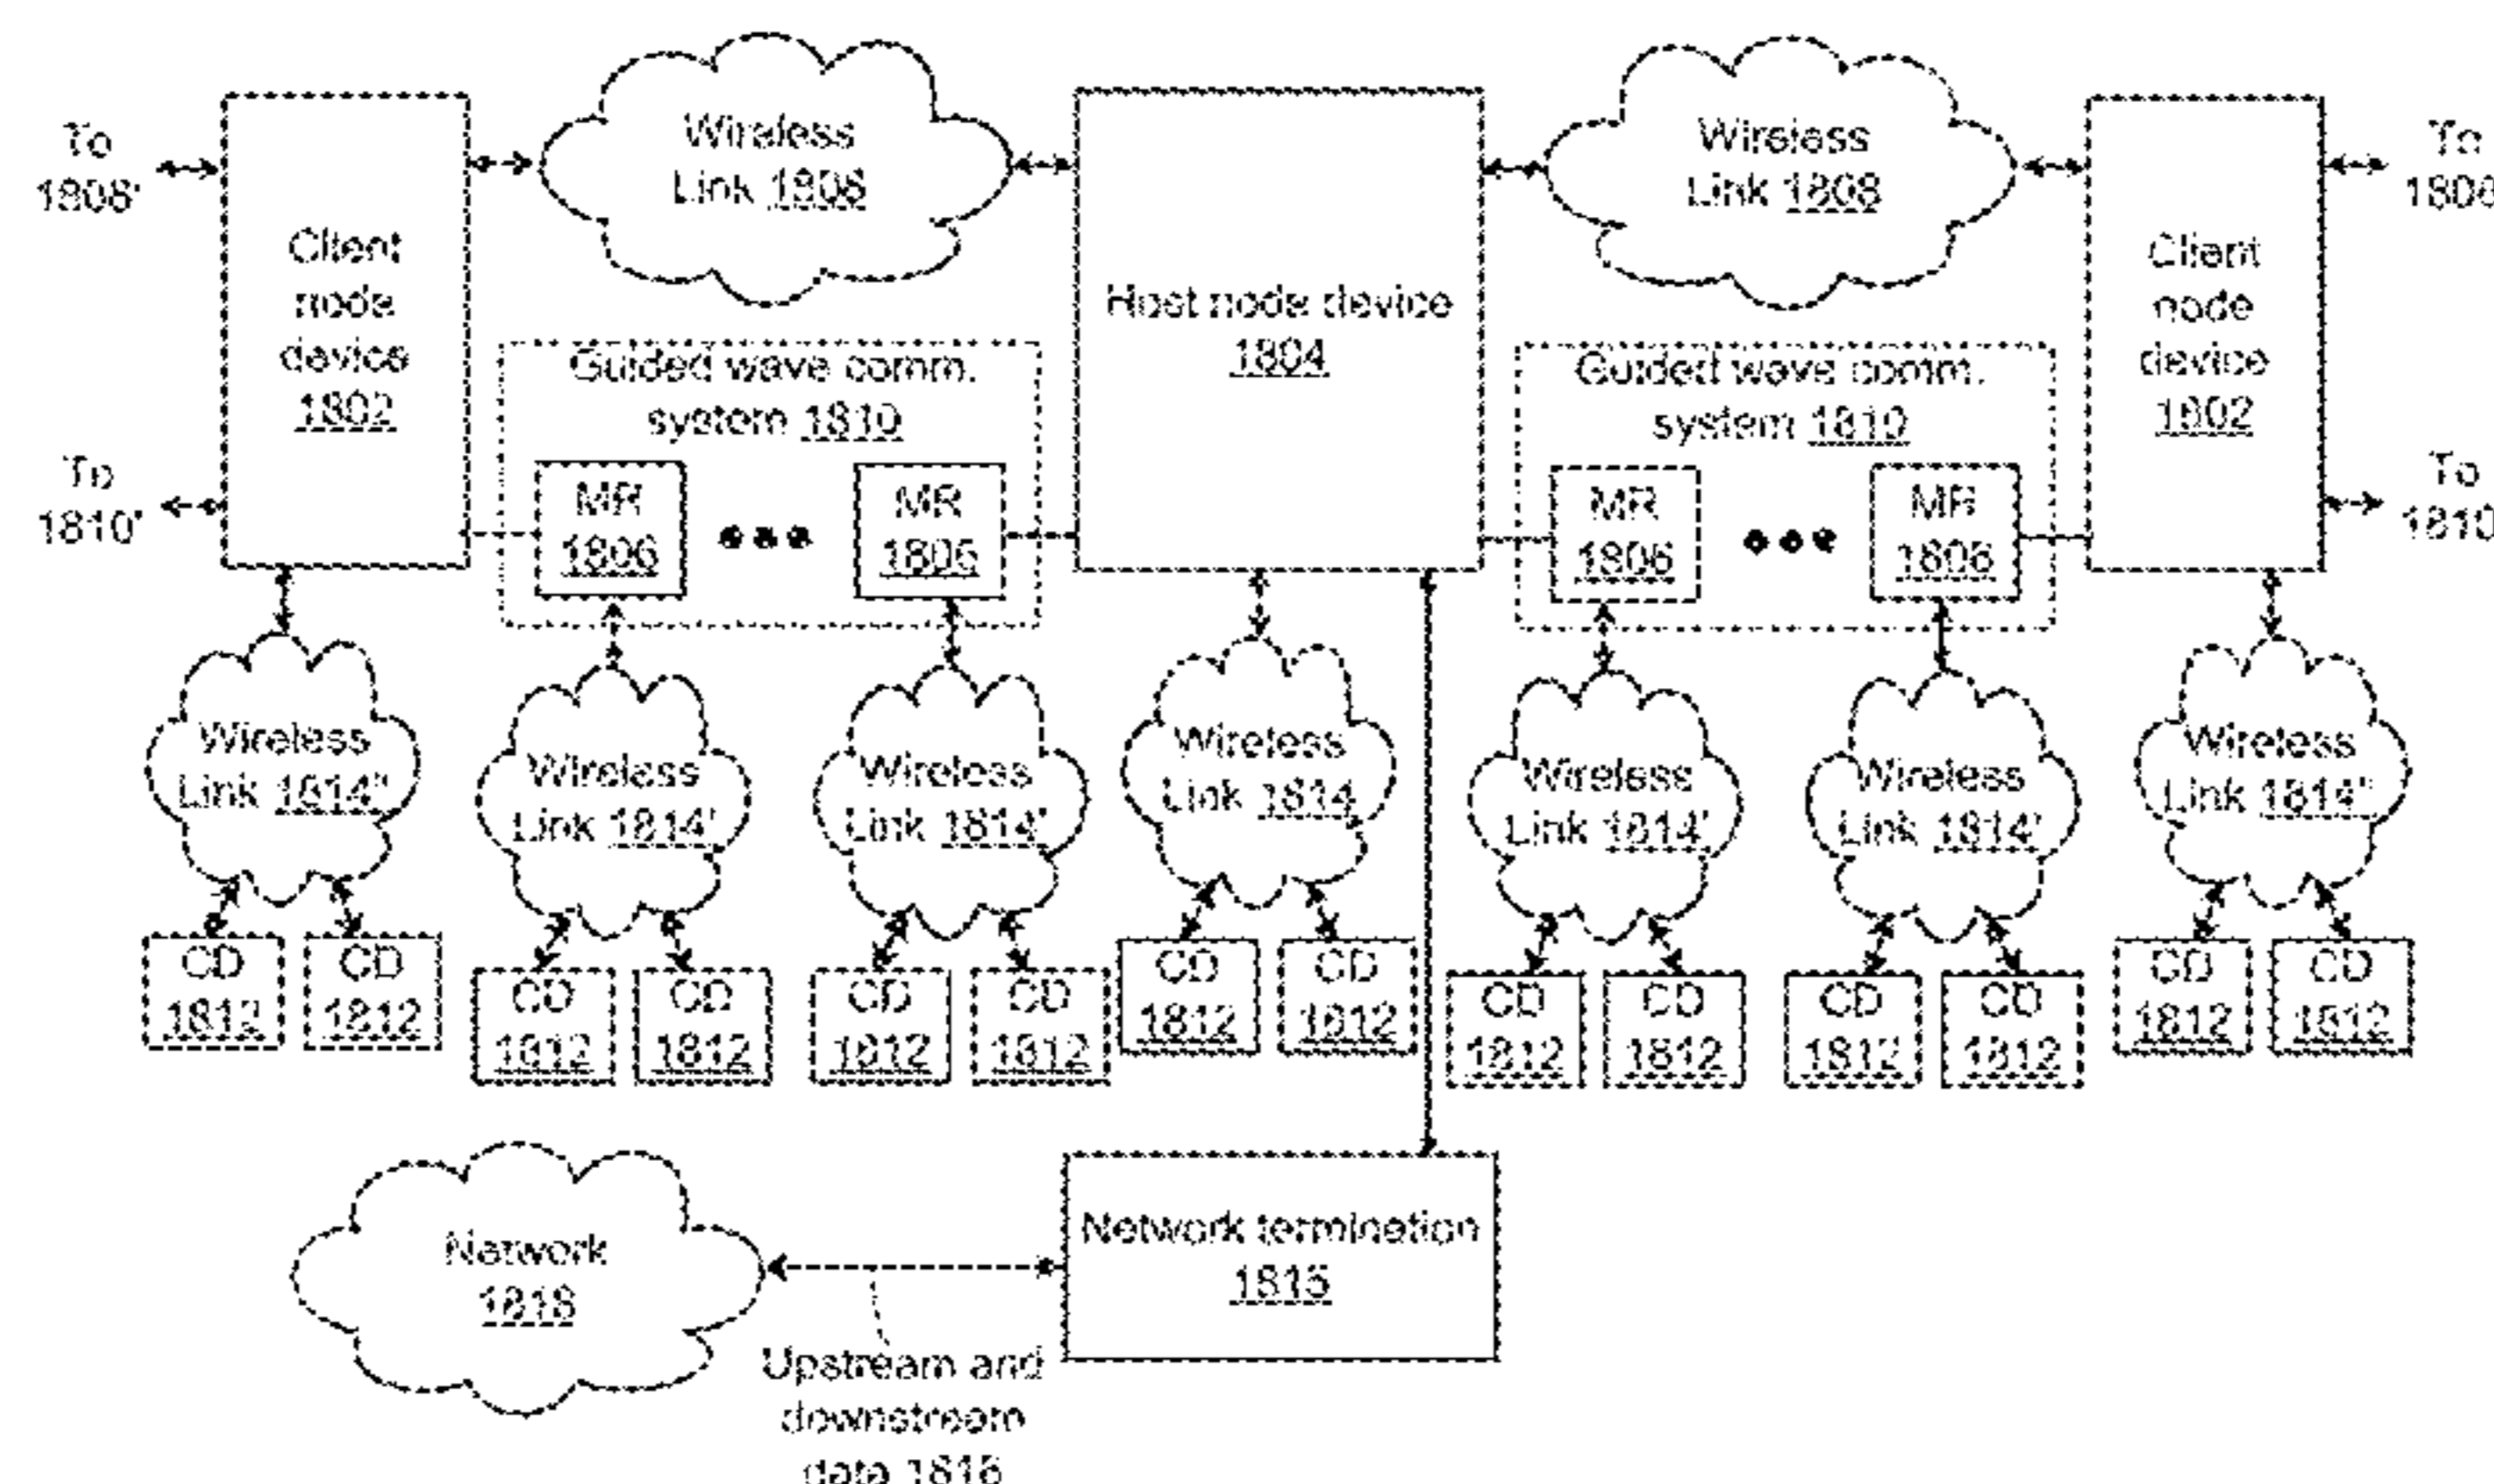 To
1808'
Client
node
device
1802
To
1810'
Wireless
Link 1808
Guided wave comm.
system 1810
MR
1806
MR
1806
Host node device
1804
Wireless
Link 1808
Guided wave comm.
system 1810
MR
1806
MR
1806
Client
node
device
1802
To
1808
To
1810
Wireless
Link 1814"
Wireless
Link 1814'
Wireless
Link 1814'
Wireless
Link 1814
Wireless
Link 1814'
Wireless
Link 1814'
Wireless
Link 1814"
CD
1812
CD
1812
CD
1812
CD
1812
CD
1812
CD
1812
CD
1812
CD
1812
CD
1812
CD
1812
CD
1812
CD
1812
CD
1812
CD
1812
Network
1818
Network termination
Upstream and
downstream
data